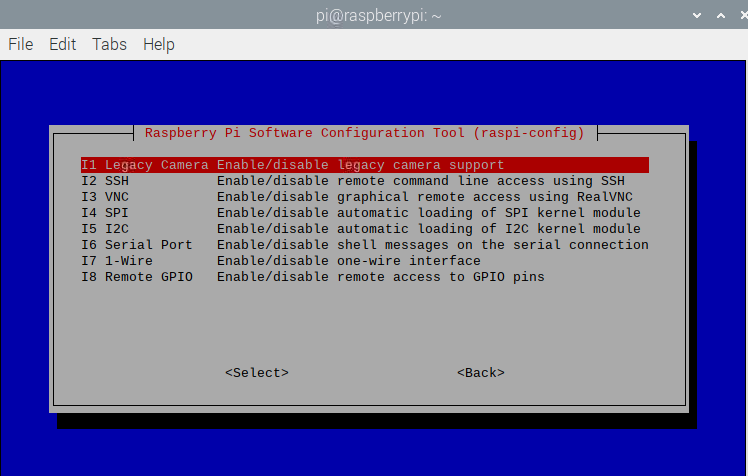 pi@raspberrypi: ~
File Edit Tabs Help
Raspberry Pi Software Configuration Tool (raspi-config)
I1 Legacy Camera Enable/disable legacy camera support
I2 SSH Enable/disable remote command line access using SSH
I3 VNC Enable/disable graphical remote access using RealVNC
I4 SPI Enable/disable automatic loading of SPI kernel module
I5 I2C Enable/disable automatic loading of I2C kernel module
I6 Serial Port Enable/disable shell messages on the serial connection
I7 1-Wire Enable/disable one-wire interface
I8 Remote GPIO Enable/disable remote access to GPIO pins
<Select> <Back>